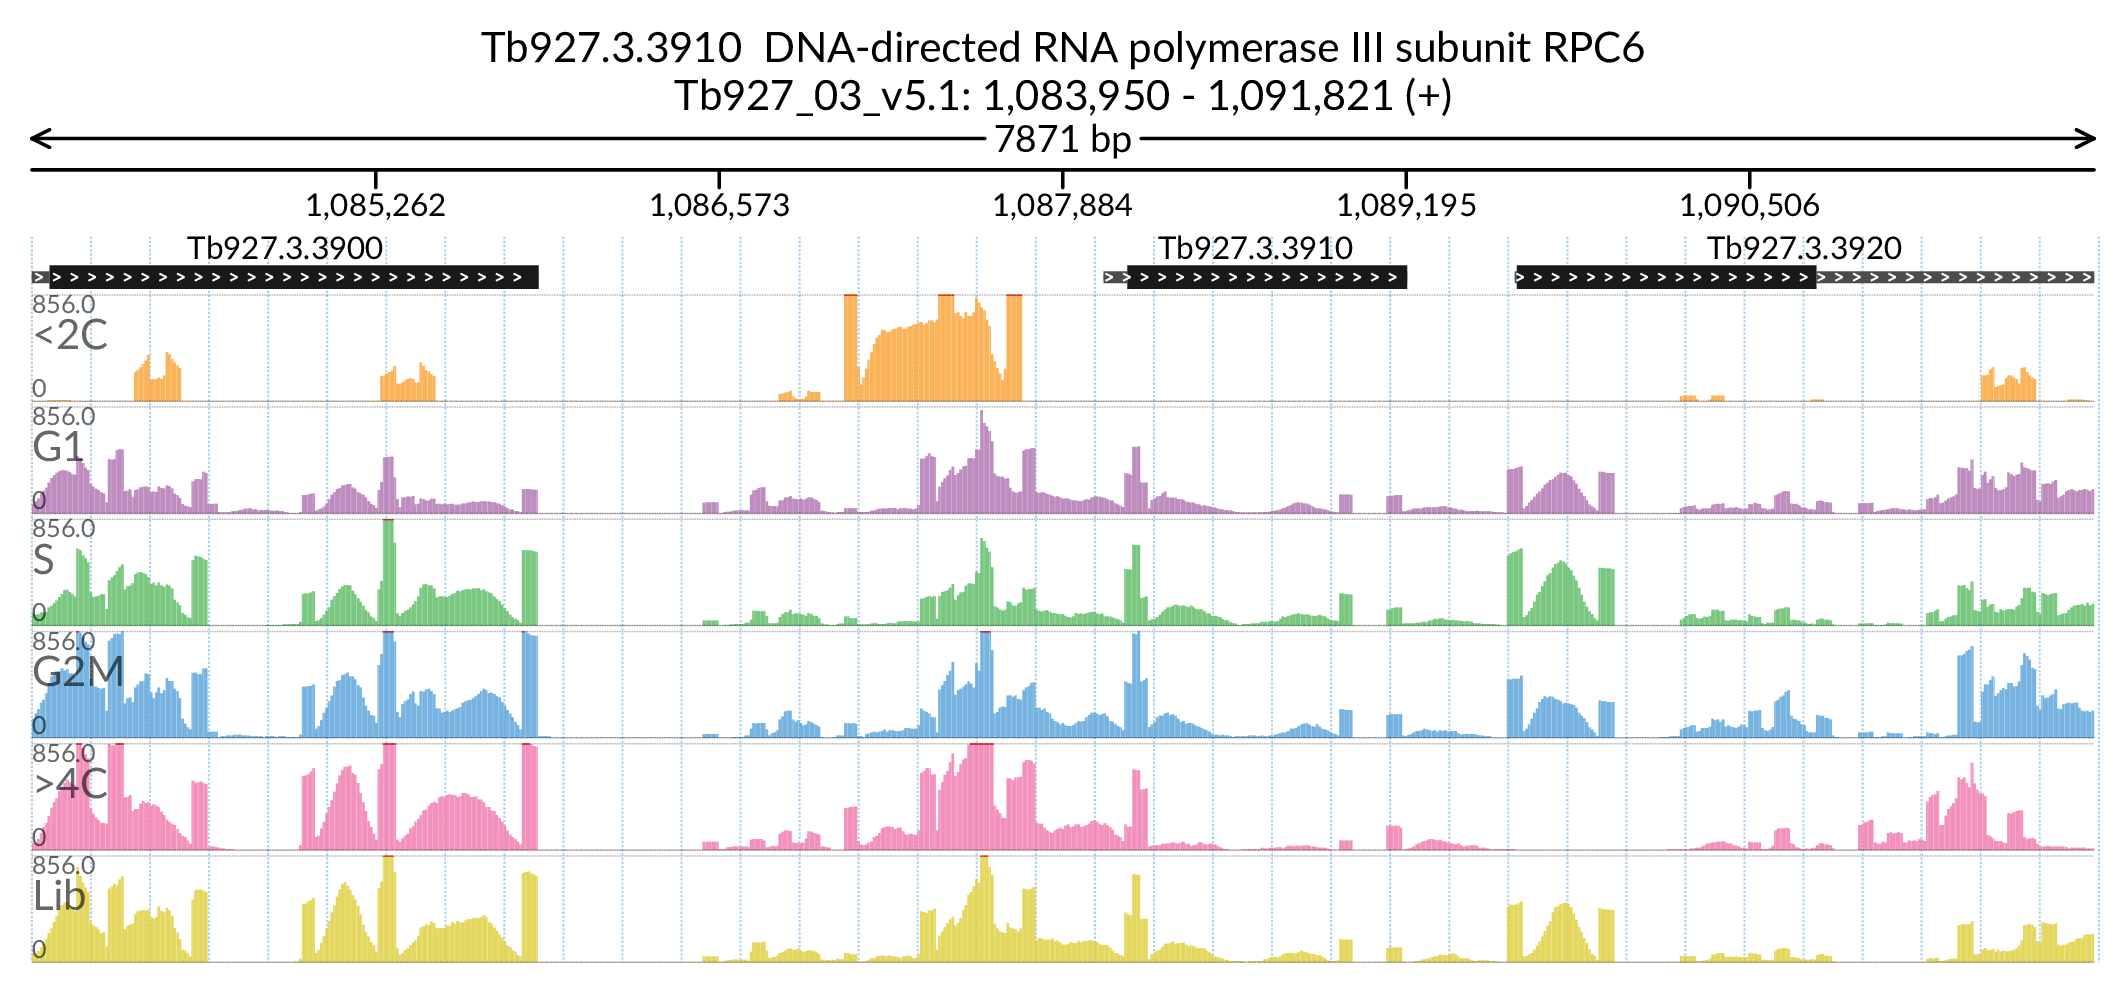 Tb927.3.3910  DNA-directed RNA polymerase III subunit RPC6
Tb927_03_v5.1: 1,083,950 - 1,091,821 (+)
7871 bp
1,085,262 1,086,573 1,087,884 1,089,195 1,090,506
Tb927.3.3900 Tb927.3.3910 Tb927.3.3920
856.0
<2C
0
856.0
G1
0
856.0
S
0
856.0
G2M
0
856.0
>4C
0
856.0
Lib
0